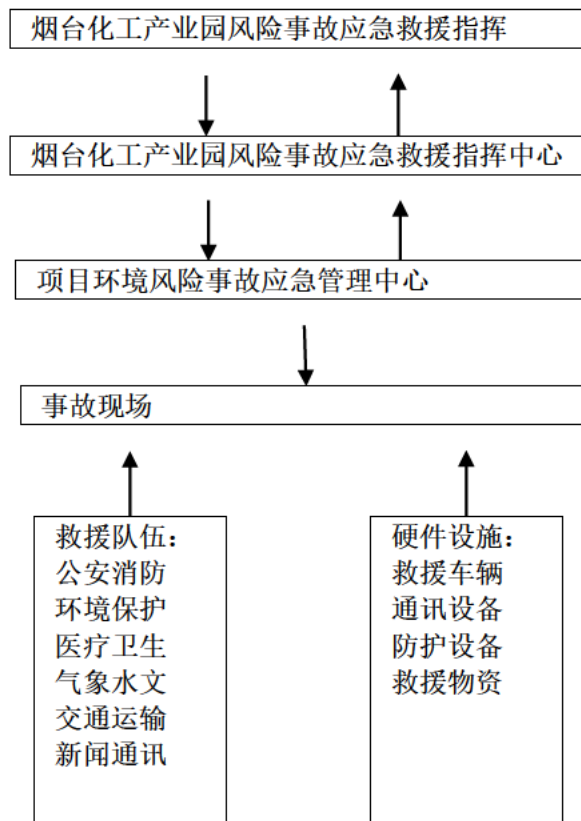 烟台化工产业园风险事故应急救援指挥
烟台化工产业园风险事故应急救援指挥中心
项目环境风险事故应急管理中心
事故现场
救援队伍：
公安消防
环境保护
医疗卫生
气象水文
交通运输
新闻通讯
硬件设施：
救援车辆
通讯设备
防护设备
救援物资